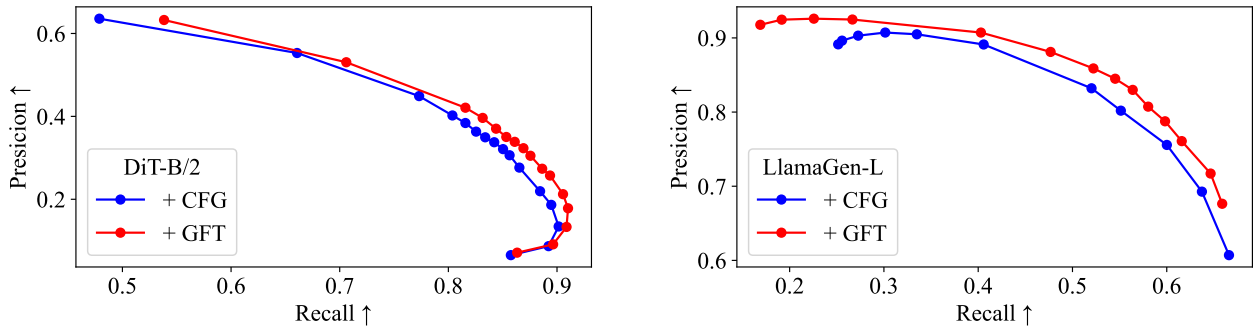 0.6
0.4
0.2
Presicion ↑
DiT-B/2
+ CFG
+ GFT
0.5 0.6 0.7 0.8 0.9
Recall ↑
0.9
0.8
0.7
0.6
Presicion ↑
LlamaGen-L
+ CFG
+ GFT
0.2 0.3 0.4 0.5 0.6
Recall ↑